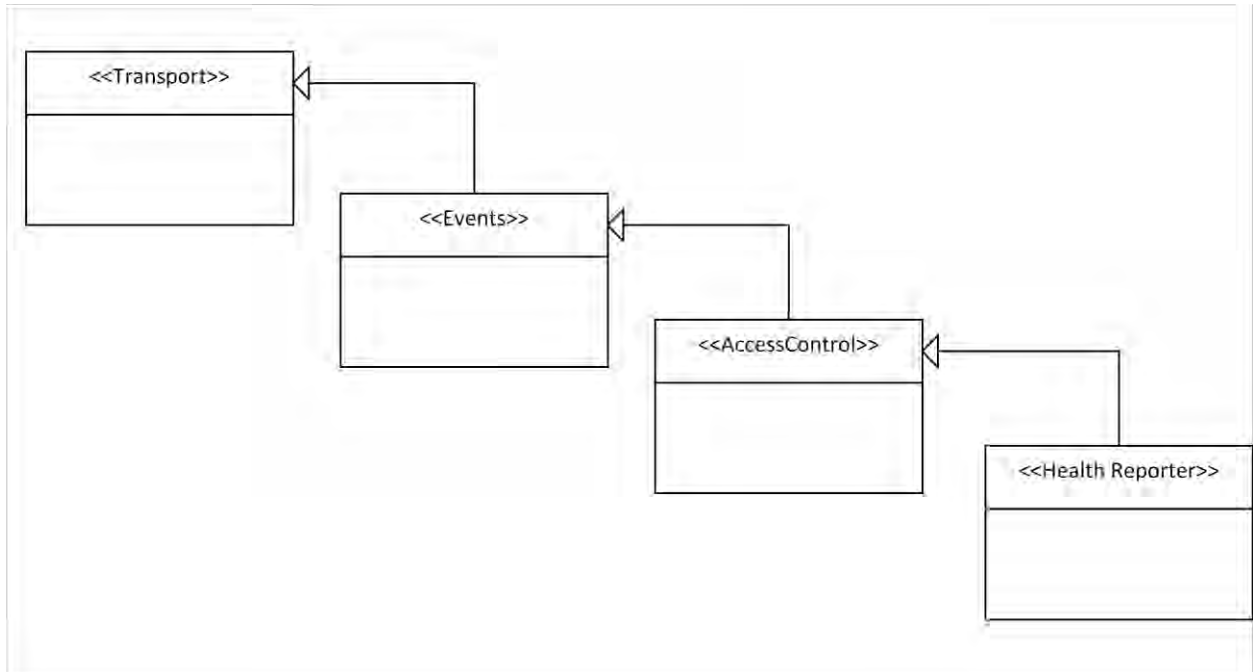 <<Transport>>
<<Events>>
<<AccessControl>>
<<Health Reporter>>